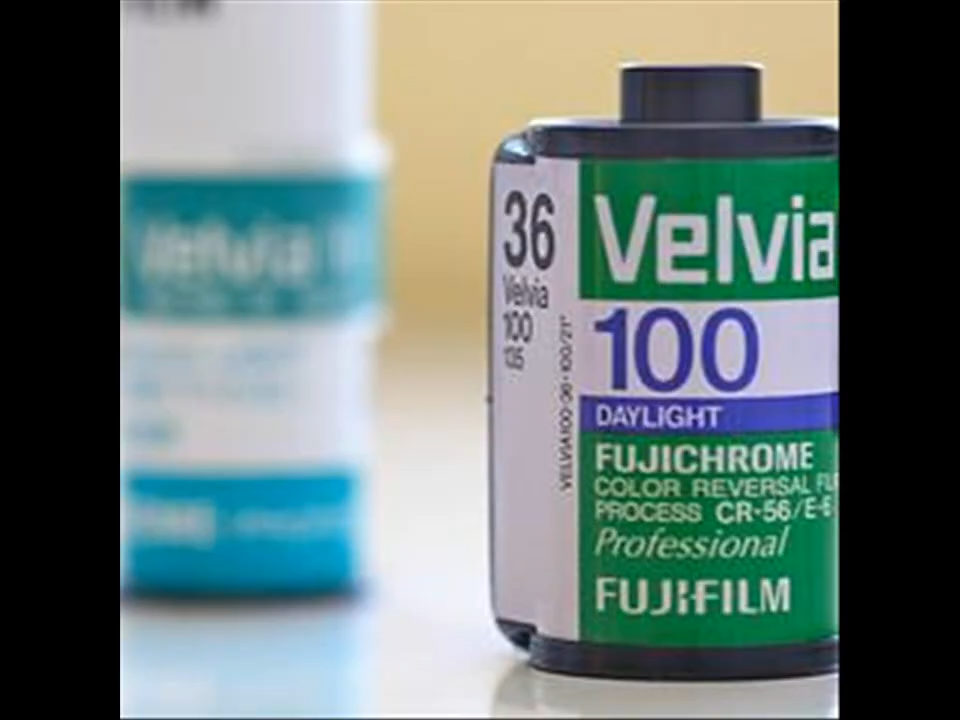 Velvia
36
Velvia
100
135
VELVIA100-36•100/21°
Velvia
100
DAYLIGHT
FUJICHROME
COLOR REVERSAL
PROCESS CR-56/E-6
Professional
FUJIFILM